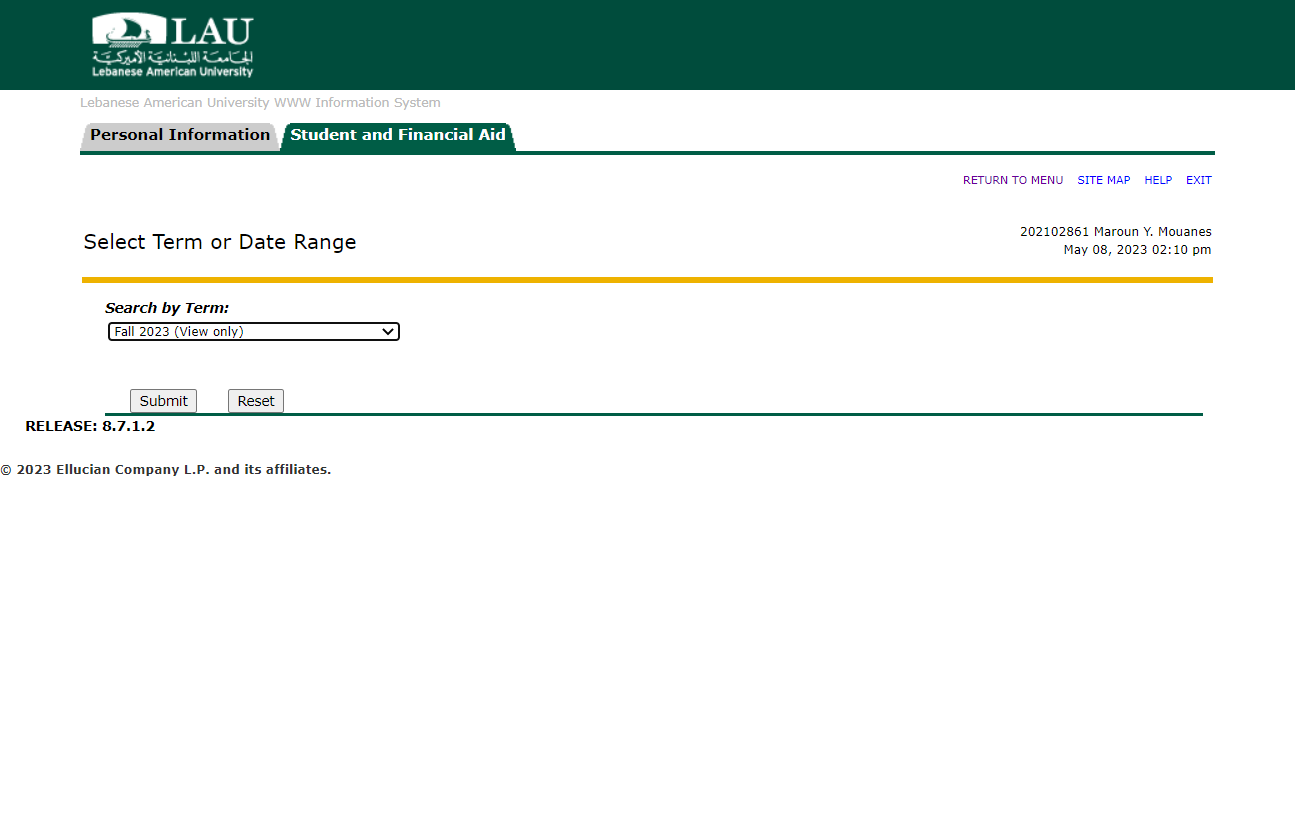 LAU
الجامعة اللبنانية الأميركية
Lebanese American University
Lebanese American University WWW Information System
Personal Information Student and Financial Aid
RETURN TO MENU SITE MAP HELP EXIT
Select Term or Date Range
202102861 Maroun Y. Mouanes
May 08, 2023 02:10 pm
Search by Term:
Fall 2023 (View only)
Submit Reset
RELEASE: 8.7.1.2
© 2023 Ellucian Company L.P. and its affiliates.